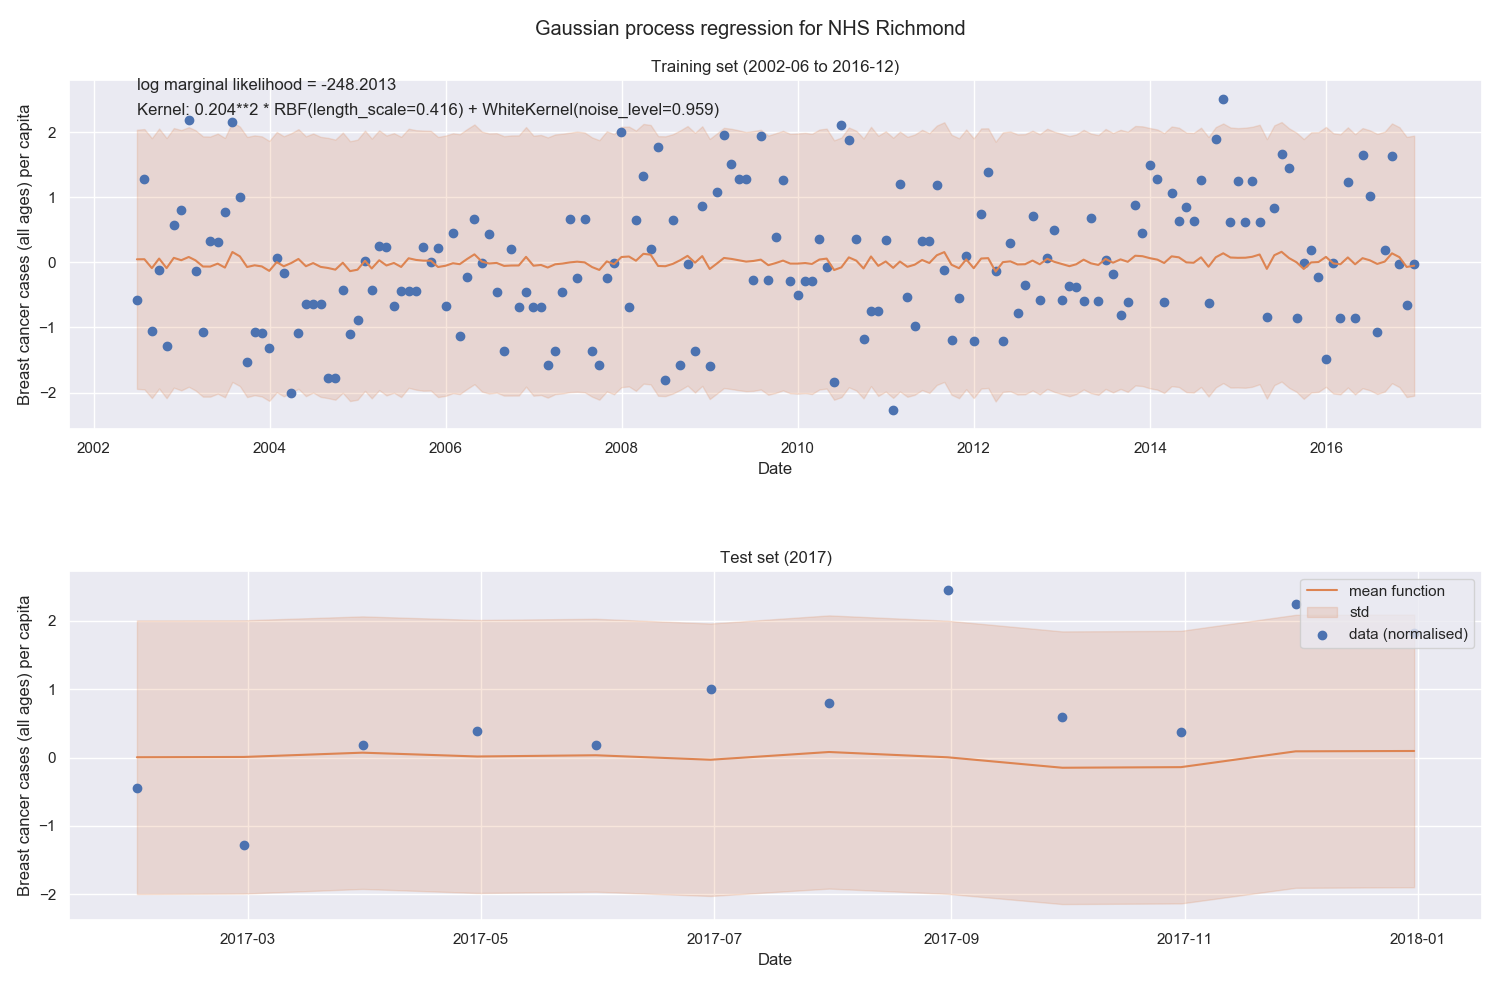 Gaussian process regression for NHS Richmond
Training set (2002-06 to 2016-12)
log marginal likelihood = -248.2013
Kernel: 0.204**2 * RBF(length_scale=0.416) + WhiteKernel(noise_level=0.959)
Breast cancer cases (all ages) per capita
2
1
0
−1
−2
2002 2004 2006 2008 2010 2012 2014 2016
Date
Test set (2017)
mean function
std
data (normalised)
Breast cancer cases (all ages) per capita
2
1
0
−1
−2
2017-03 2017-05 2017-07 2017-09 2017-11 2018-01
Date